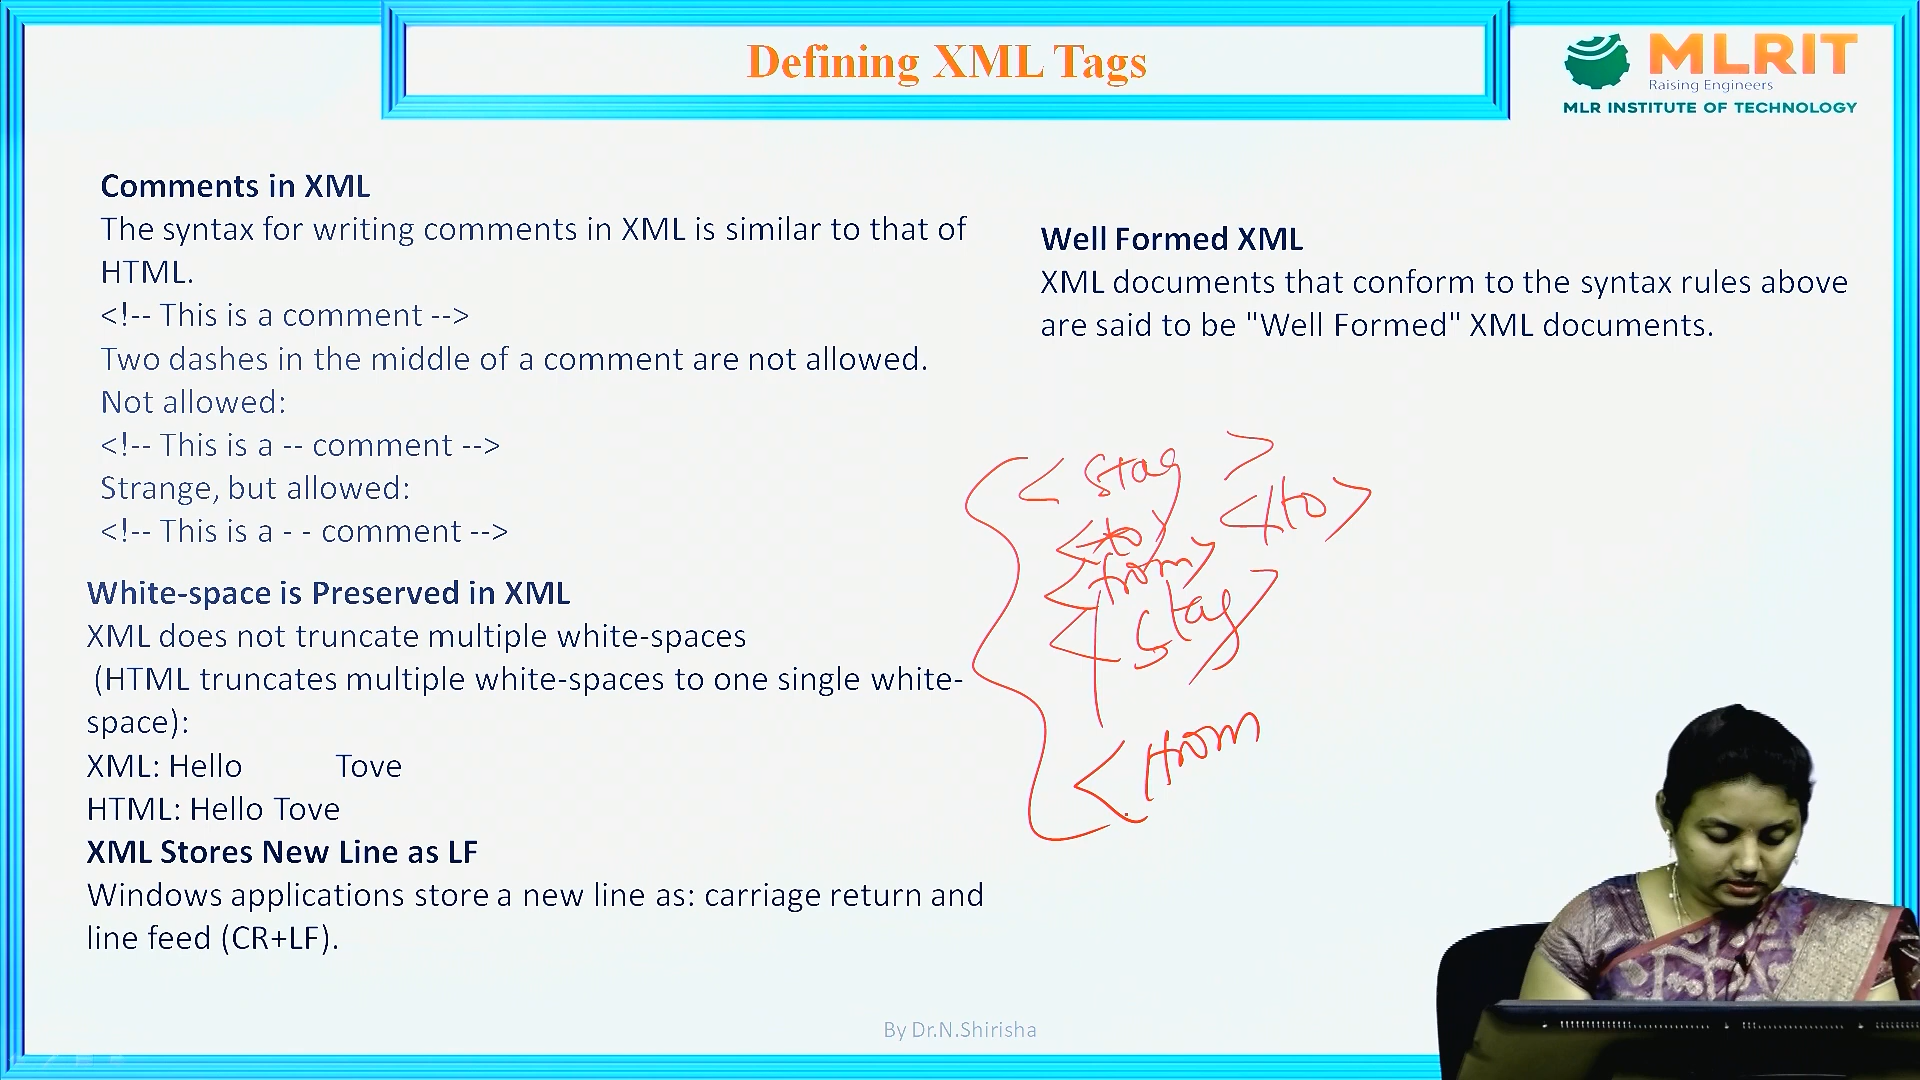 Defining XML Tags
MLRIT
Raising Engineers
MLR INSTITUTE OF TECHNOLOGY
Comments in XML
The syntax for writing comments in XML is similar to that of
HTML.
<!-- This is a comment -->
Two dashes in the middle of a comment are not allowed.
Not allowed:
<!-- This is a -- comment -->
Strange, but allowed:
<!-- This is a - - comment -->
White-space is Preserved in XML
XML does not truncate multiple white-spaces
(HTML truncates multiple white-spaces to one single white-
space):
XML: Hello          Tove
HTML: Hello Tove
XML Stores New Line as LF
Windows applications store a new line as: carriage return and
line feed (CR+LF).
Well Formed XML
XML documents that conform to the syntax rules above
are said to be "Well Formed" XML documents.
< stag >
<to> </to>
<from>
< stag>
</from
By Dr.N.Shirisha